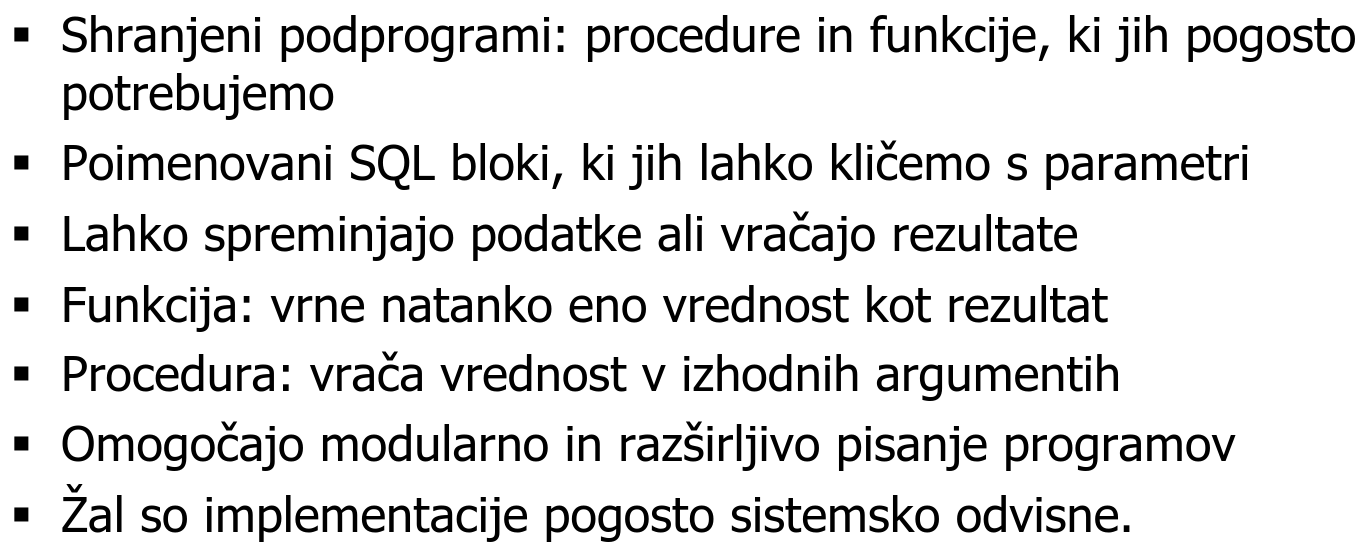 ▪ Shranjeni podprogrami: procedure in funkcije, ki jih pogosto
potrebujemo
▪ Poimenovani SQL bloki, ki jih lahko kličemo s parametri
▪ Lahko spreminjajo podatke ali vračajo rezultate
▪ Funkcija: vrne natanko eno vrednost kot rezultat
▪ Procedura: vrača vrednost v izhodnih argumentih
▪ Omogočajo modularno in razširljivo pisanje programov
▪ Žal so implementacije pogosto sistemsko odvisne.